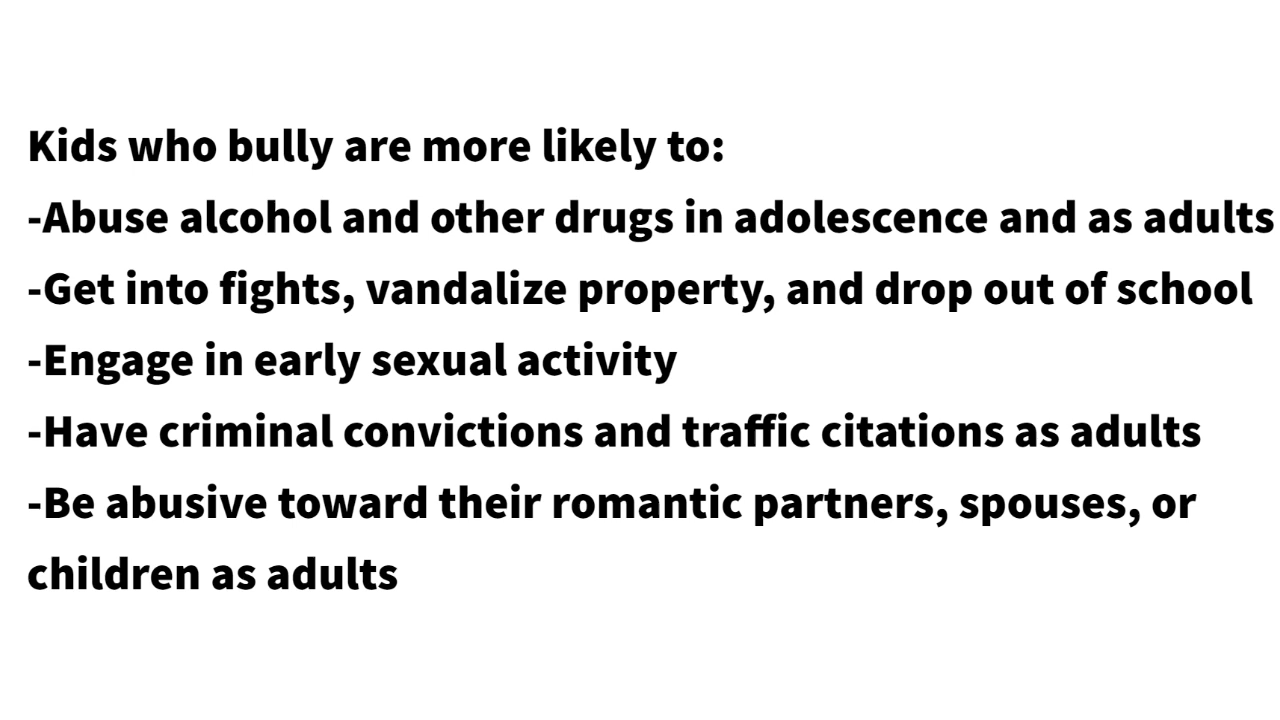 Kids who bully are more likely to:
-Abuse alcohol and other drugs in adolescence and as adults
-Get into fights, vandalize property, and drop out of school
-Engage in early sexual activity
-Have criminal convictions and traffic citations as adults
-Be abusive toward their romantic partners, spouses, or
children as adults